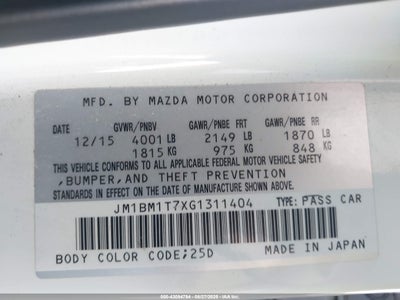 MFD. BY MAZDA MOTOR CORPORATION
GVWR/PNBV GAWR/PNBE FRT GAWR/PNBE RR
12/15 4001 LB 2149 LB 1870 LB
1815 KG 975 KG 848 KG
THIS VEHICLE CONFORMS TO ALL APPLICABLE FEDERAL MOTOR VEHICLE SAFETY
,BUMPER,AND THEFT PREVENTION
STANDARDS IN EFFECT ON THE DATE OF MANUFACTURE SHOWN ABOVE.
JM1BM1T7XG1311404 TYPE: PASS CAR
MADE IN JAPAN
BODY COLOR CODE;25D